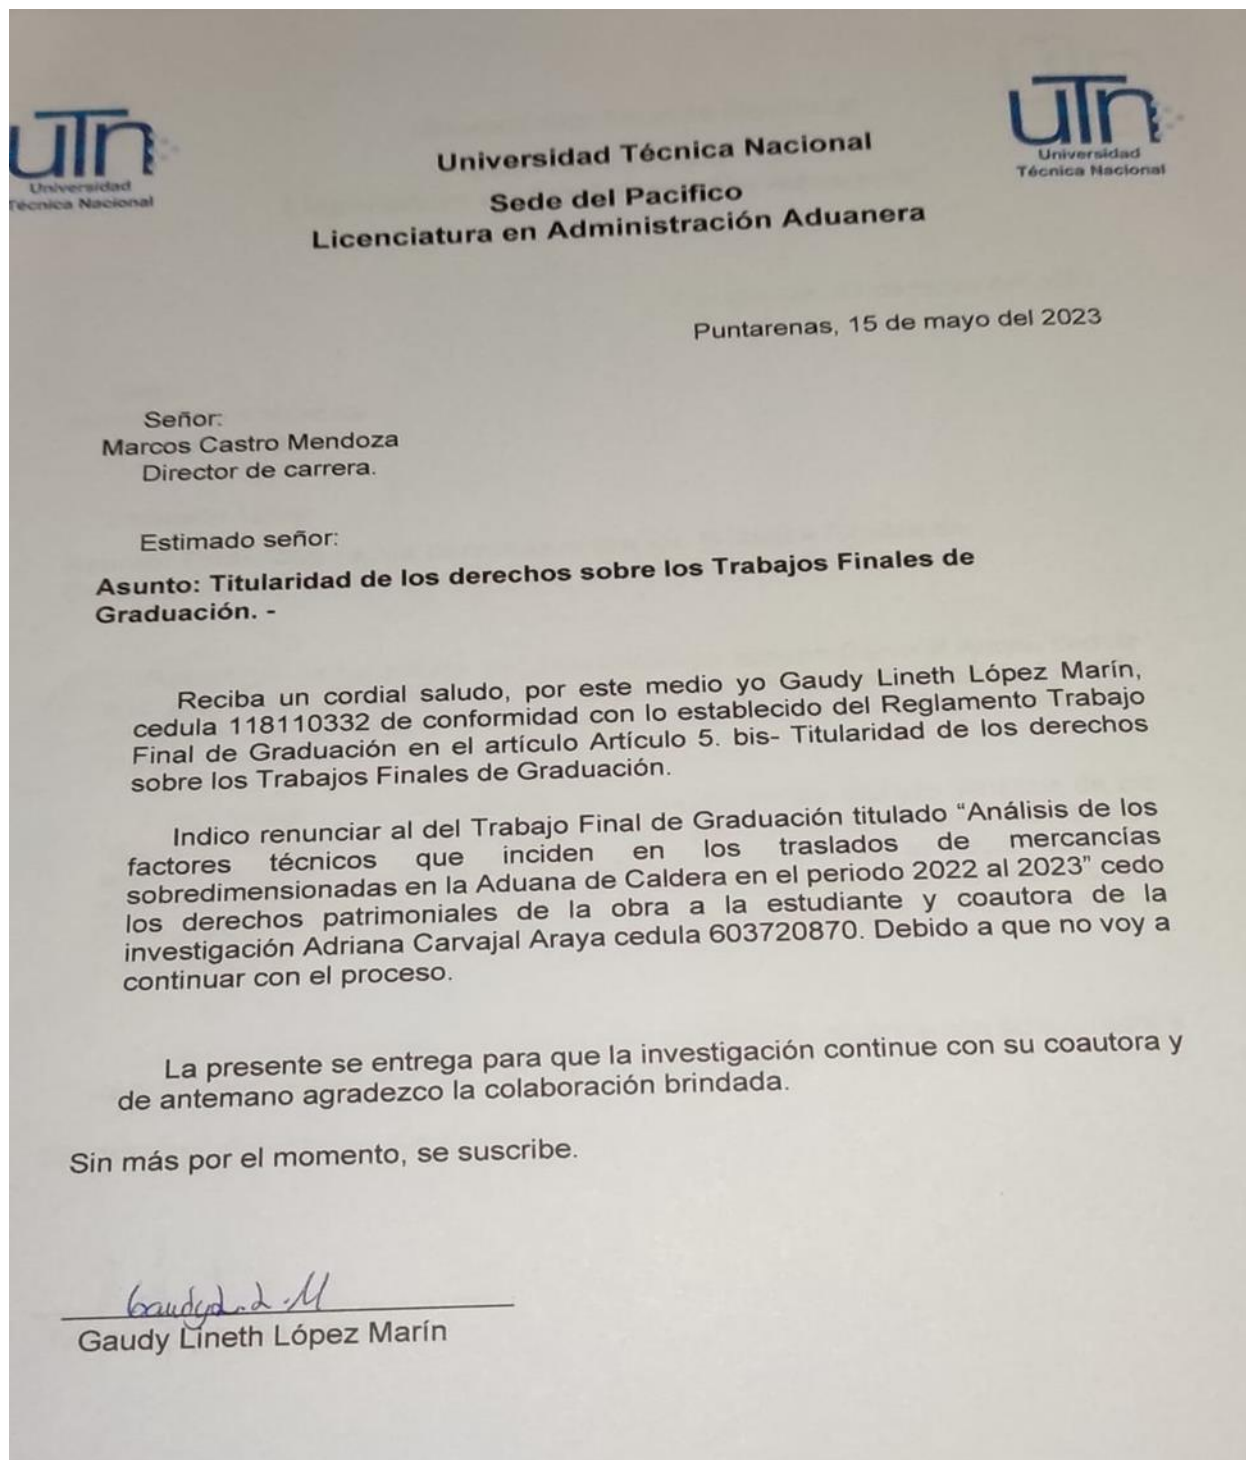 uTn
Universidad
Técnica Nacional
uTn
Universidad
Técnica Nacional
Universidad Técnica Nacional
Sede del Pacifico
Licenciatura en Administración Aduanera
Puntarenas, 15 de mayo del 2023
Señor:
Marcos Castro Mendoza
Director de carrera.
Estimado señor:
Asunto: Titularidad de los derechos sobre los Trabajos Finales de
Graduación. -
Reciba un cordial saludo, por este medio yo Gaudy Lineth López Marín,
cedula 118110332 de conformidad con lo establecido del Reglamento Trabajo
Final de Graduación en el artículo Artículo 5. bis- Titularidad de los derechos
sobre los Trabajos Finales de Graduación.
Indico renunciar al del Trabajo Final de Graduación titulado “Análisis de los
factores técnicos que inciden en los traslados de mercancías
sobredimensionadas en la Aduana de Caldera en el periodo 2022 al 2023” cedo
los derechos patrimoniales de la obra a la estudiante y coautora de la
investigación Adriana Carvajal Araya cedula 603720870. Debido a que no voy a
continuar con el proceso.
La presente se entrega para que la investigación continue con su coautora y
de antemano agradezco la colaboración brindada.
Sin más por el momento, se suscribe.
Gaudy L. L. M
Gaudy Lineth López Marín